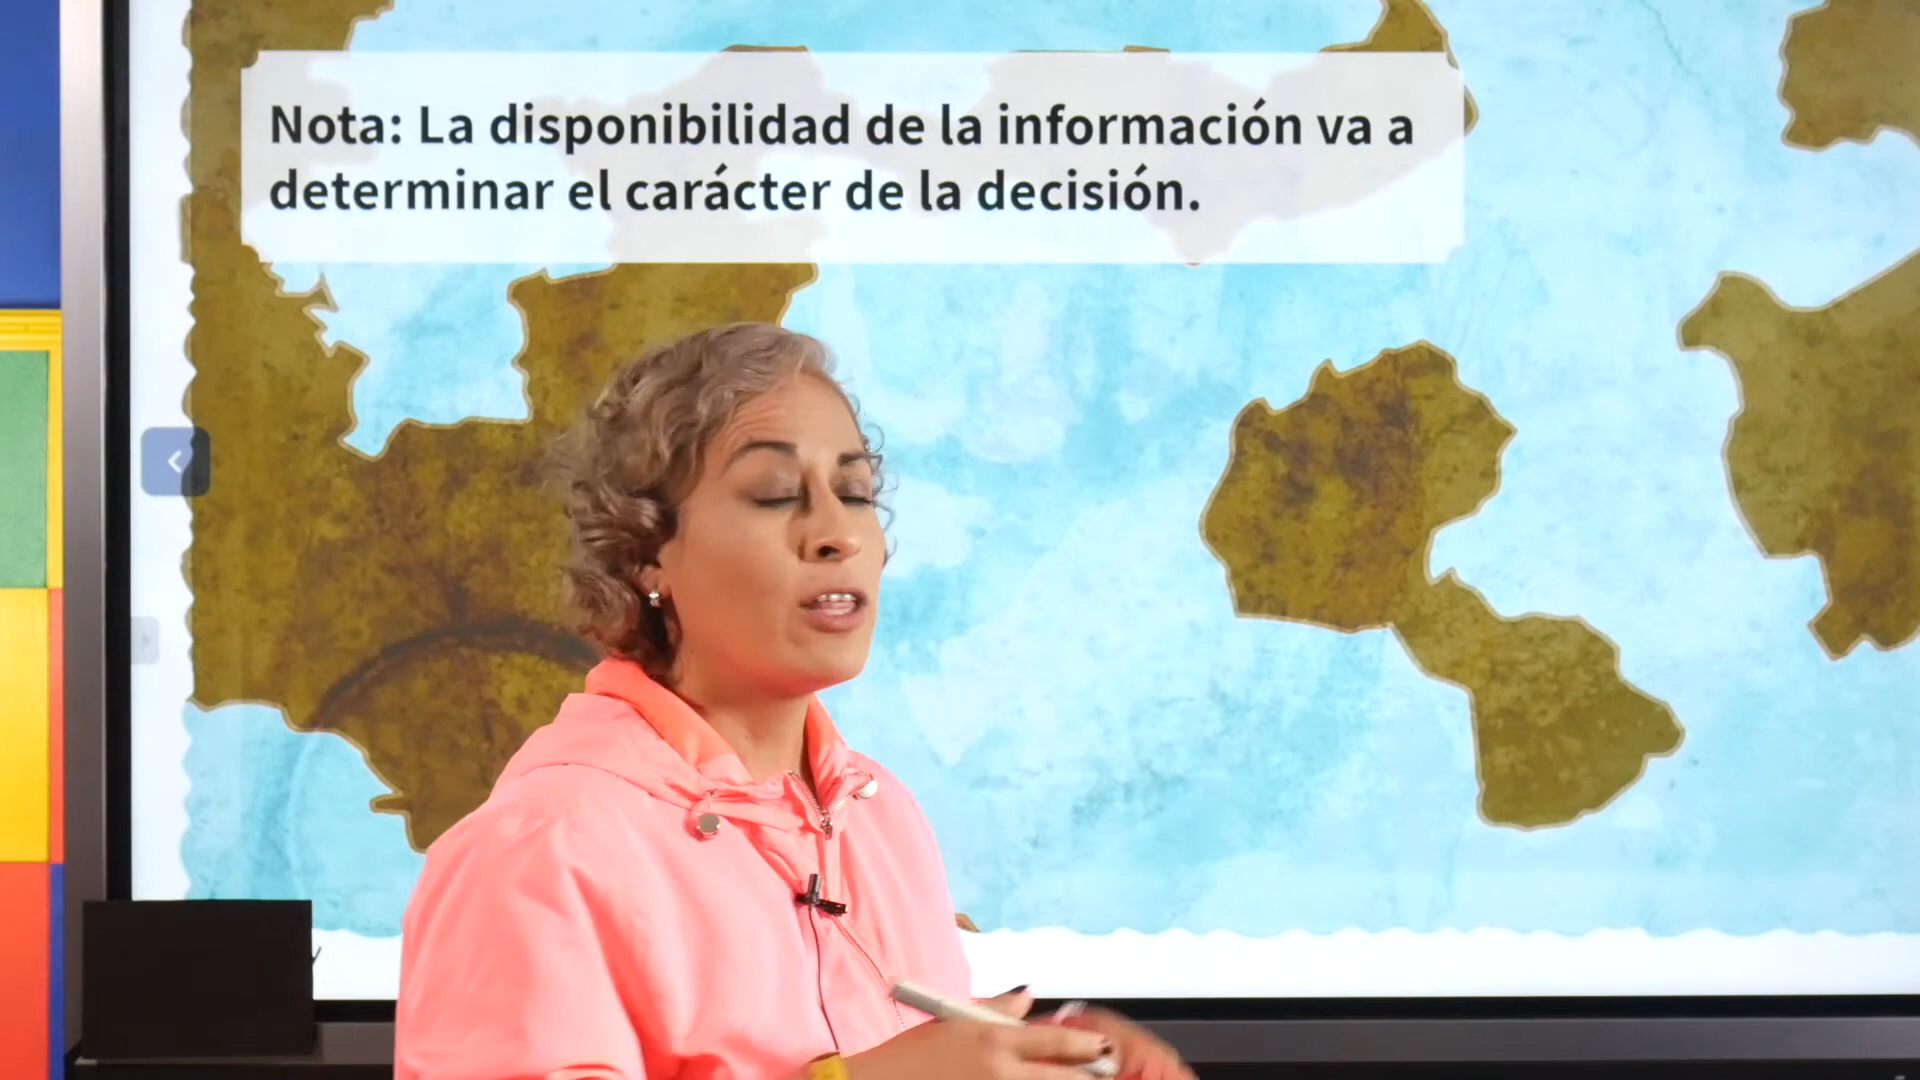 Nota: La disponibilidad de la información va a
determinar el carácter de la decisión.